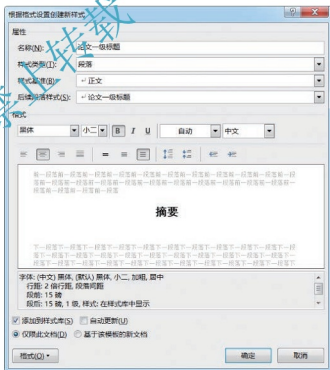 根据格式设置创建新样式
属性
名称(N): 论文一级标题
样式类型(T): 段落
样式基准(B): 正文
后续段落样式(S): 论文一级标题
格式
黑体 小二 B I U 自动 中文
摘要
字体: (中文) 黑体, (默认) 黑体, 小二, 加粗, 居中
行距: 2 倍行距, 段落间距
段前: 15 磅
段后: 15 磅, 1 级, 样式: 在样式库中显示
添加到样式库(S) 自动更新(U)
仅限此文档(D) 基于该模板的新文档
格式(O) 确定 取消
禁止转载